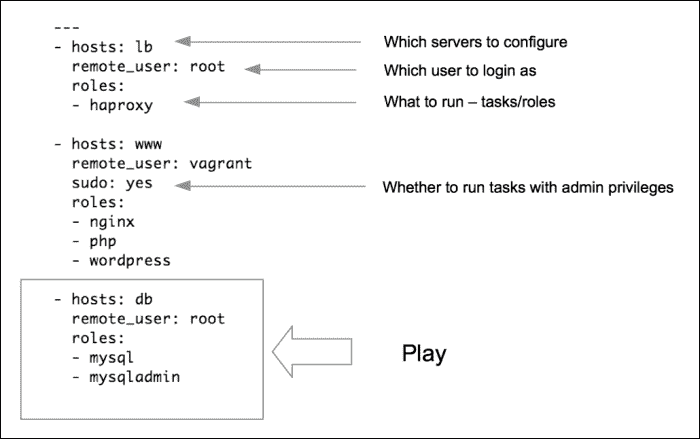 ---
- hosts: lb
Which servers to configure
remote_user: root
Which user to login as
roles:
- haproxy
What to run – tasks/roles
- hosts: www
remote_user: vagrant
sudo: yes
Whether to run tasks with admin privileges
roles:
- nginx
- php
- wordpress
- hosts: db
remote_user: root
roles:
- mysql
- mysqladmin
Play